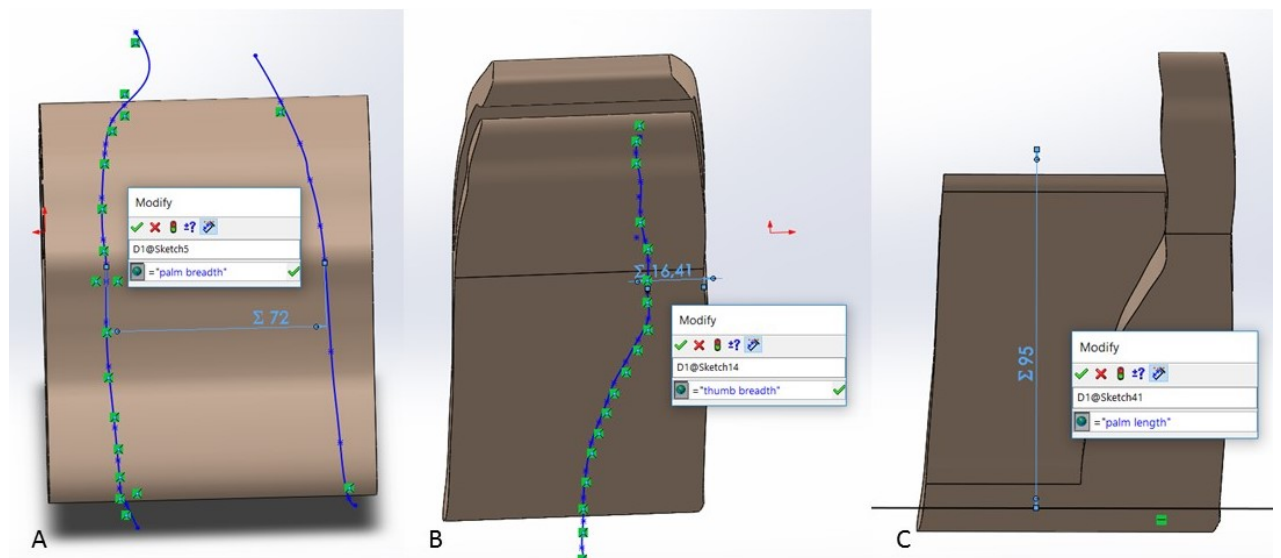 Modify
±?
D1@Sketch5
="palm breadth"
Σ 72
A
Σ 16,41
Modify
±?
D1@Sketch14
="thumb breadth"
B
Σ 95
Modify
±?
D1@Sketch41
="palm length"
C